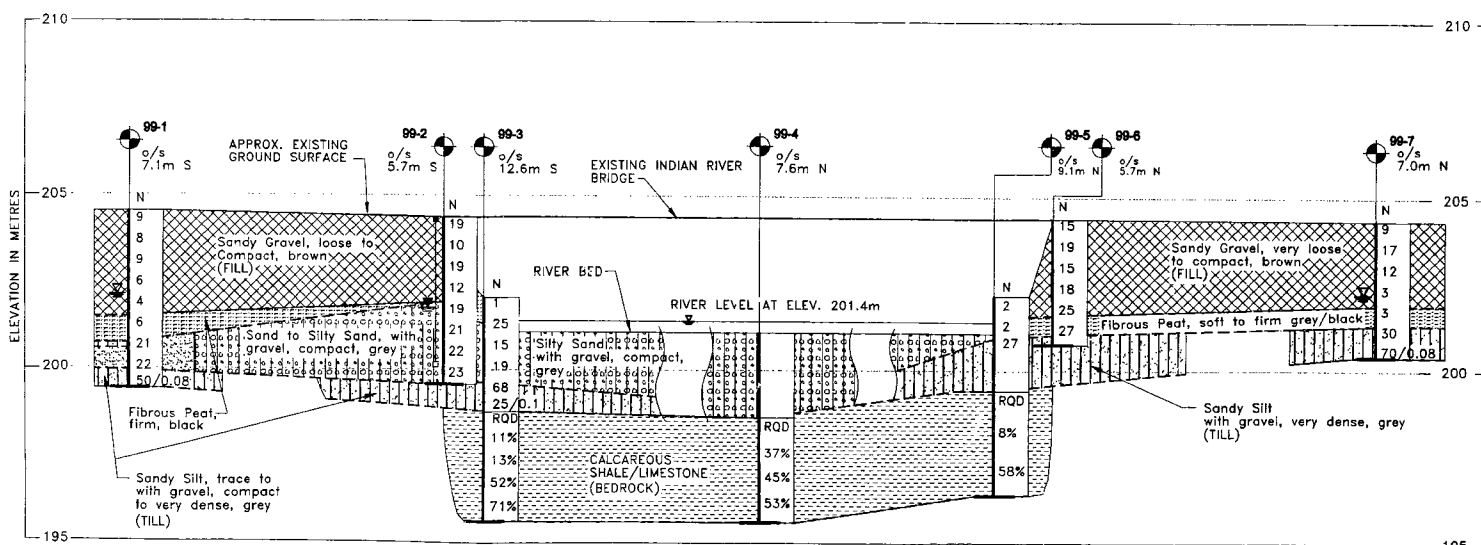 210
210
99-1
o/s
7.1m S
APPROX. EXISTING
GROUND SURFACE
99-2
o/s
5.7m S
99-3
o/s
12.6m S
EXISTING INDIAN RIVER
BRIDGE
99-4
o/s
7.6m N
99-5
o/s
9.1m N
99-6
o/s
5.7m N
99-7
o/s
7.0m N
ELEVATION IN METRES
205
205
N
9
8
9
6
4
6
21
22
50/0.08
Sandy Gravel, loose to
Compact, brown
(FILL)
N
19
10
19
12
19
21
22
23
N
1
25
15
19
68
25/0.1
RQD
11%
13%
52%
71%
RIVER BED
RIVER LEVEL AT ELEV. 201.4m
Sand to Silty Sand, with
gravel, compact, grey
Silty Sand
with gravel, compact,
grey
RQD
37%
45%
53%
N
2
2
27
RQD
8%
58%
N
15
19
15
18
25
27
Sandy Gravel, very loose
to compact, brown
(FILL)
Fibrous Peat, soft to firm grey/black
N
9
17
12
3
3
30
70/0.08
200
200
Fibrous Peat,
firm, black
Sandy Silt, trace to
with gravel, compact
to very dense, grey
(TILL)
CALCAREOUS
SHALE/LIMESTONE
(BEDROCK)
Sandy Silt
with gravel, very dense, grey
(TILL)
195
195